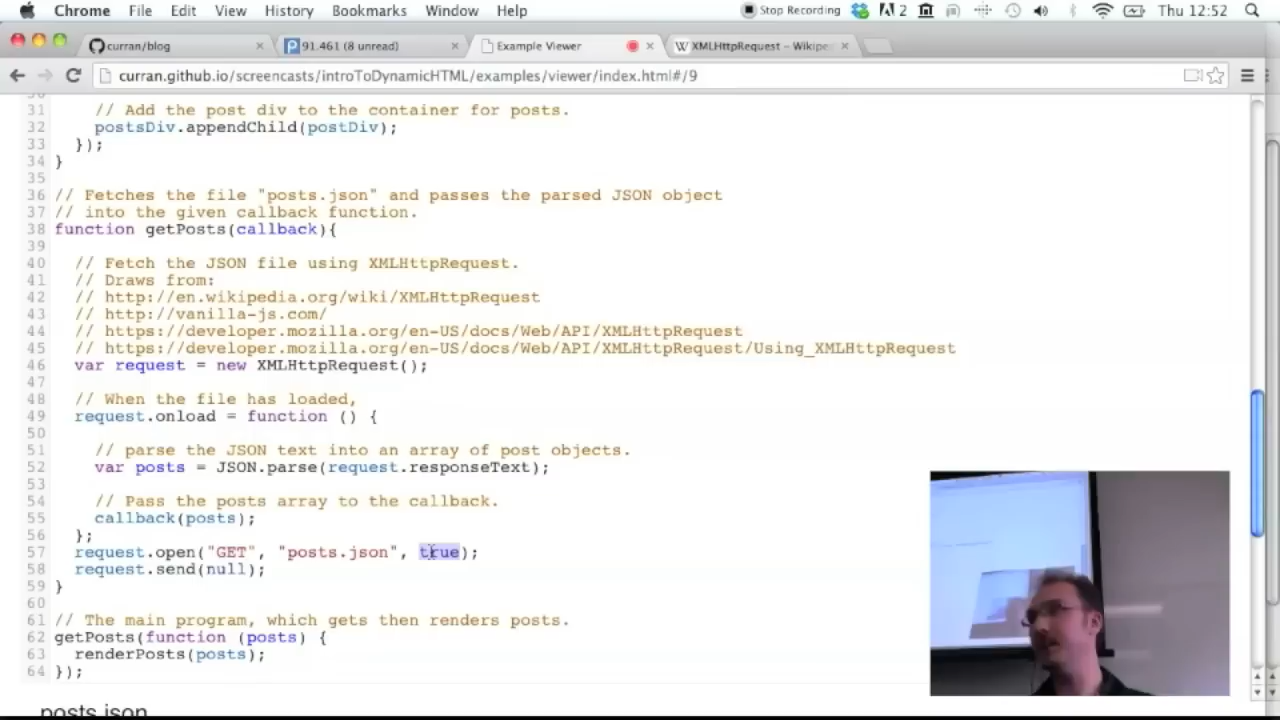 Chrome File Edit View History Bookmarks Window Help Stop Recording 2 Thu 12:52
curran/blog 91.461 (8 unread) Example Viewer XMLHttpRequest – Wikipe
curran.github.io/screencasts/introToDynamicHTML/examples/viewer/index.html#/9
31 // Add the post div to the container for posts.
32 postsDiv.appendChild(postDiv);
33 });
34 }
35
36 // Fetches the file "posts.json" and passes the parsed JSON object
37 // into the given callback function.
38 function getPosts(callback){
39
40 // Fetch the JSON file using XMLHttpRequest.
41 // Draws from:
42 // http://en.wikipedia.org/wiki/XMLHttpRequest
43 // http://vanilla-js.com/
44 // https://developer.mozilla.org/en-US/docs/Web/API/XMLHttpRequest
45 // https://developer.mozilla.org/en-US/docs/Web/API/XMLHttpRequest/Using_XMLHttpRequest
46 var request = new XMLHttpRequest();
47
48 // When the file has loaded,
49 request.onload = function () {
50
51 // parse the JSON text into an array of post objects.
52 var posts = JSON.parse(request.responseText);
53
54 // Pass the posts array to the callback.
55 callback(posts);
56 };
57 request.open("GET", "posts.json", true);
58 request.send(null);
59 }
60
61 // The main program, which gets then renders posts.
62 getPosts(function (posts) {
63 renderPosts(posts);
64 });
posts.json